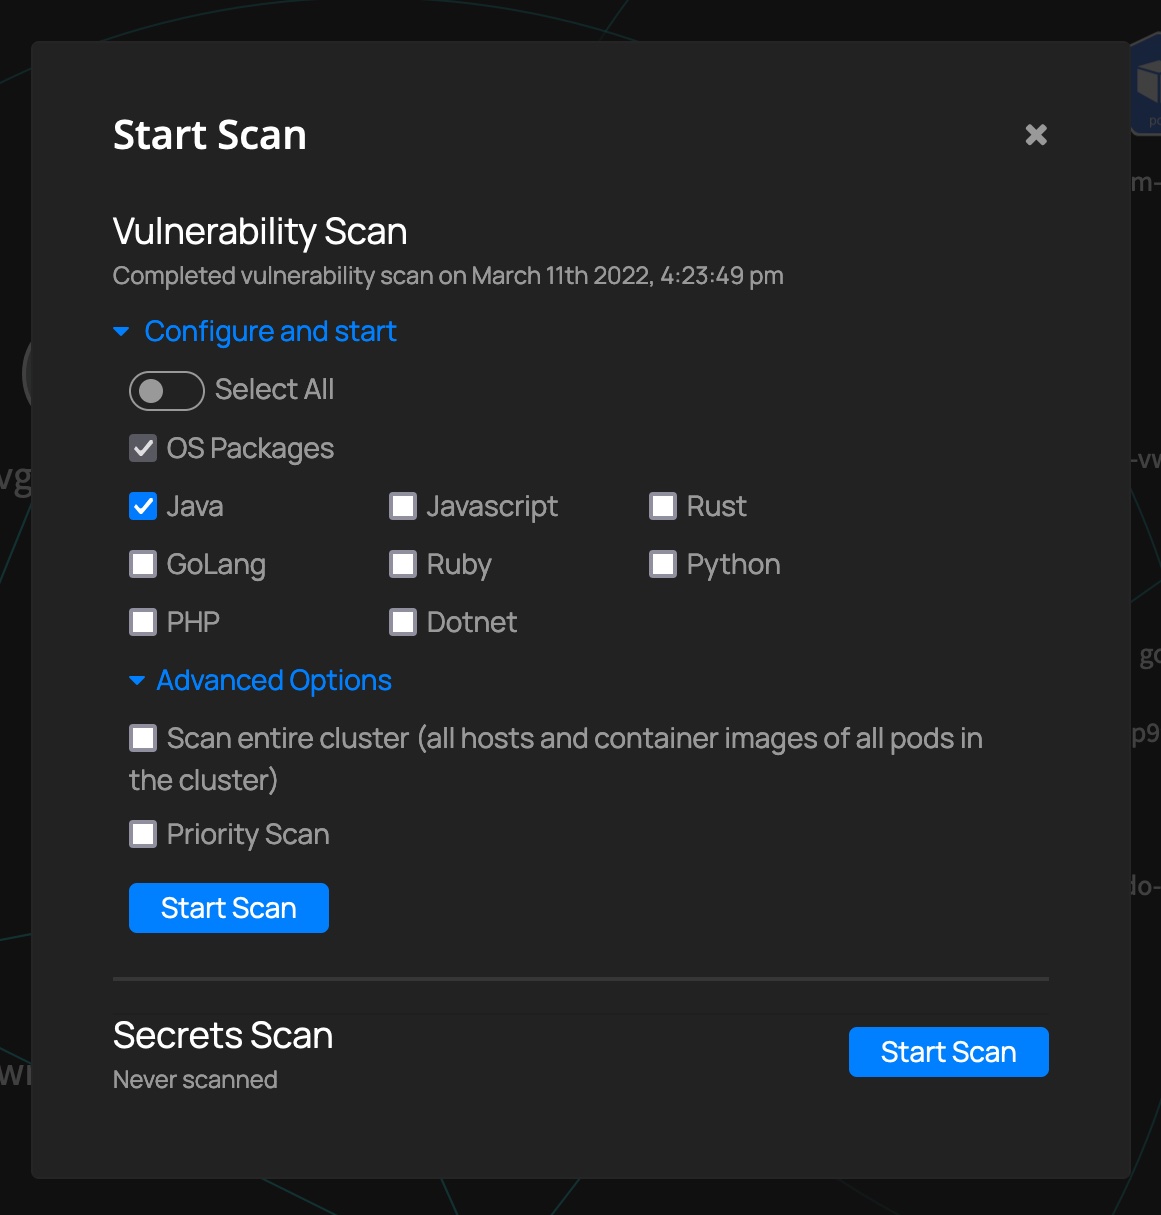 Start Scan
Vulnerability Scan
Completed vulnerability scan on March 11th 2022, 4:23:49 pm
Configure and start
Select All
OS Packages
Java Javascript Rust
GoLang Ruby Python
PHP Dotnet
Advanced Options
Scan entire cluster (all hosts and container images of all pods in
the cluster)
Priority Scan
Start Scan
Secrets Scan
Start Scan
Never scanned